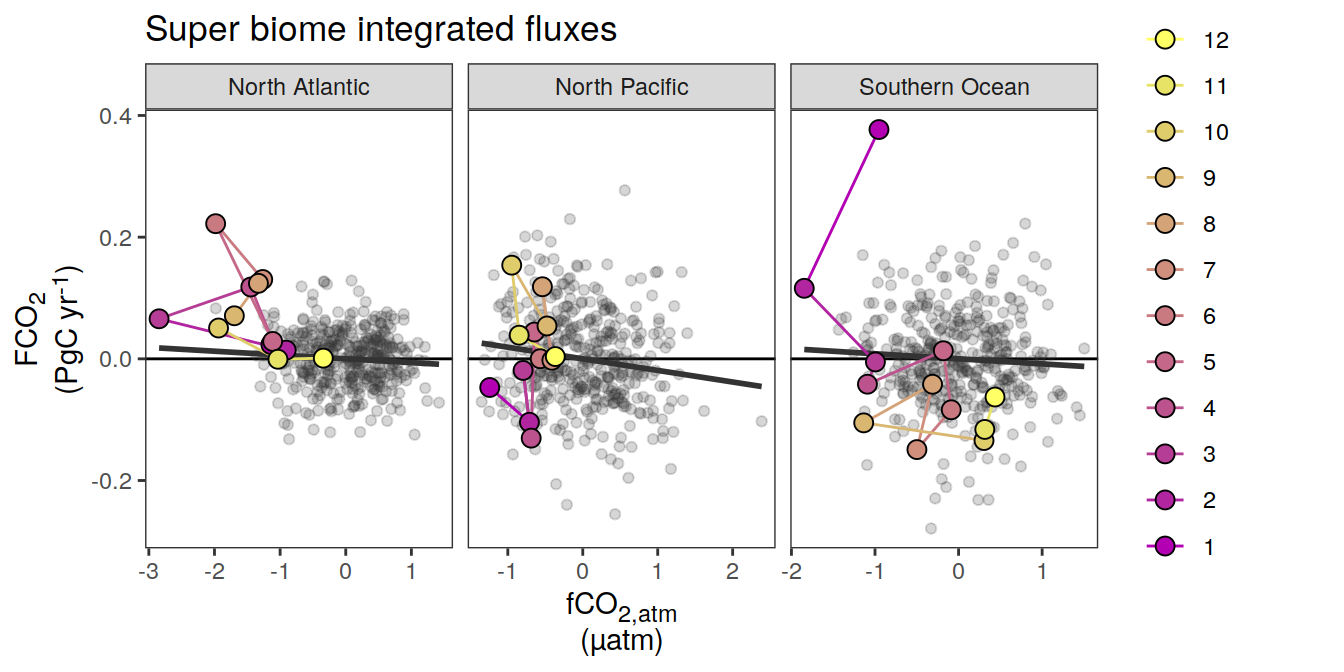 Super biome integrated fluxes
North Atlantic
North Pacific
Southern Ocean
FCO₂
(PgC yr⁻¹)
0.4
0.2
0.0
-0.2
-3 -2 -1 0 1
-1 0 1 2
-2 -1 0 1
fCO₂,atm
(µatm)
12
11
10
9
8
7
6
5
4
3
2
1